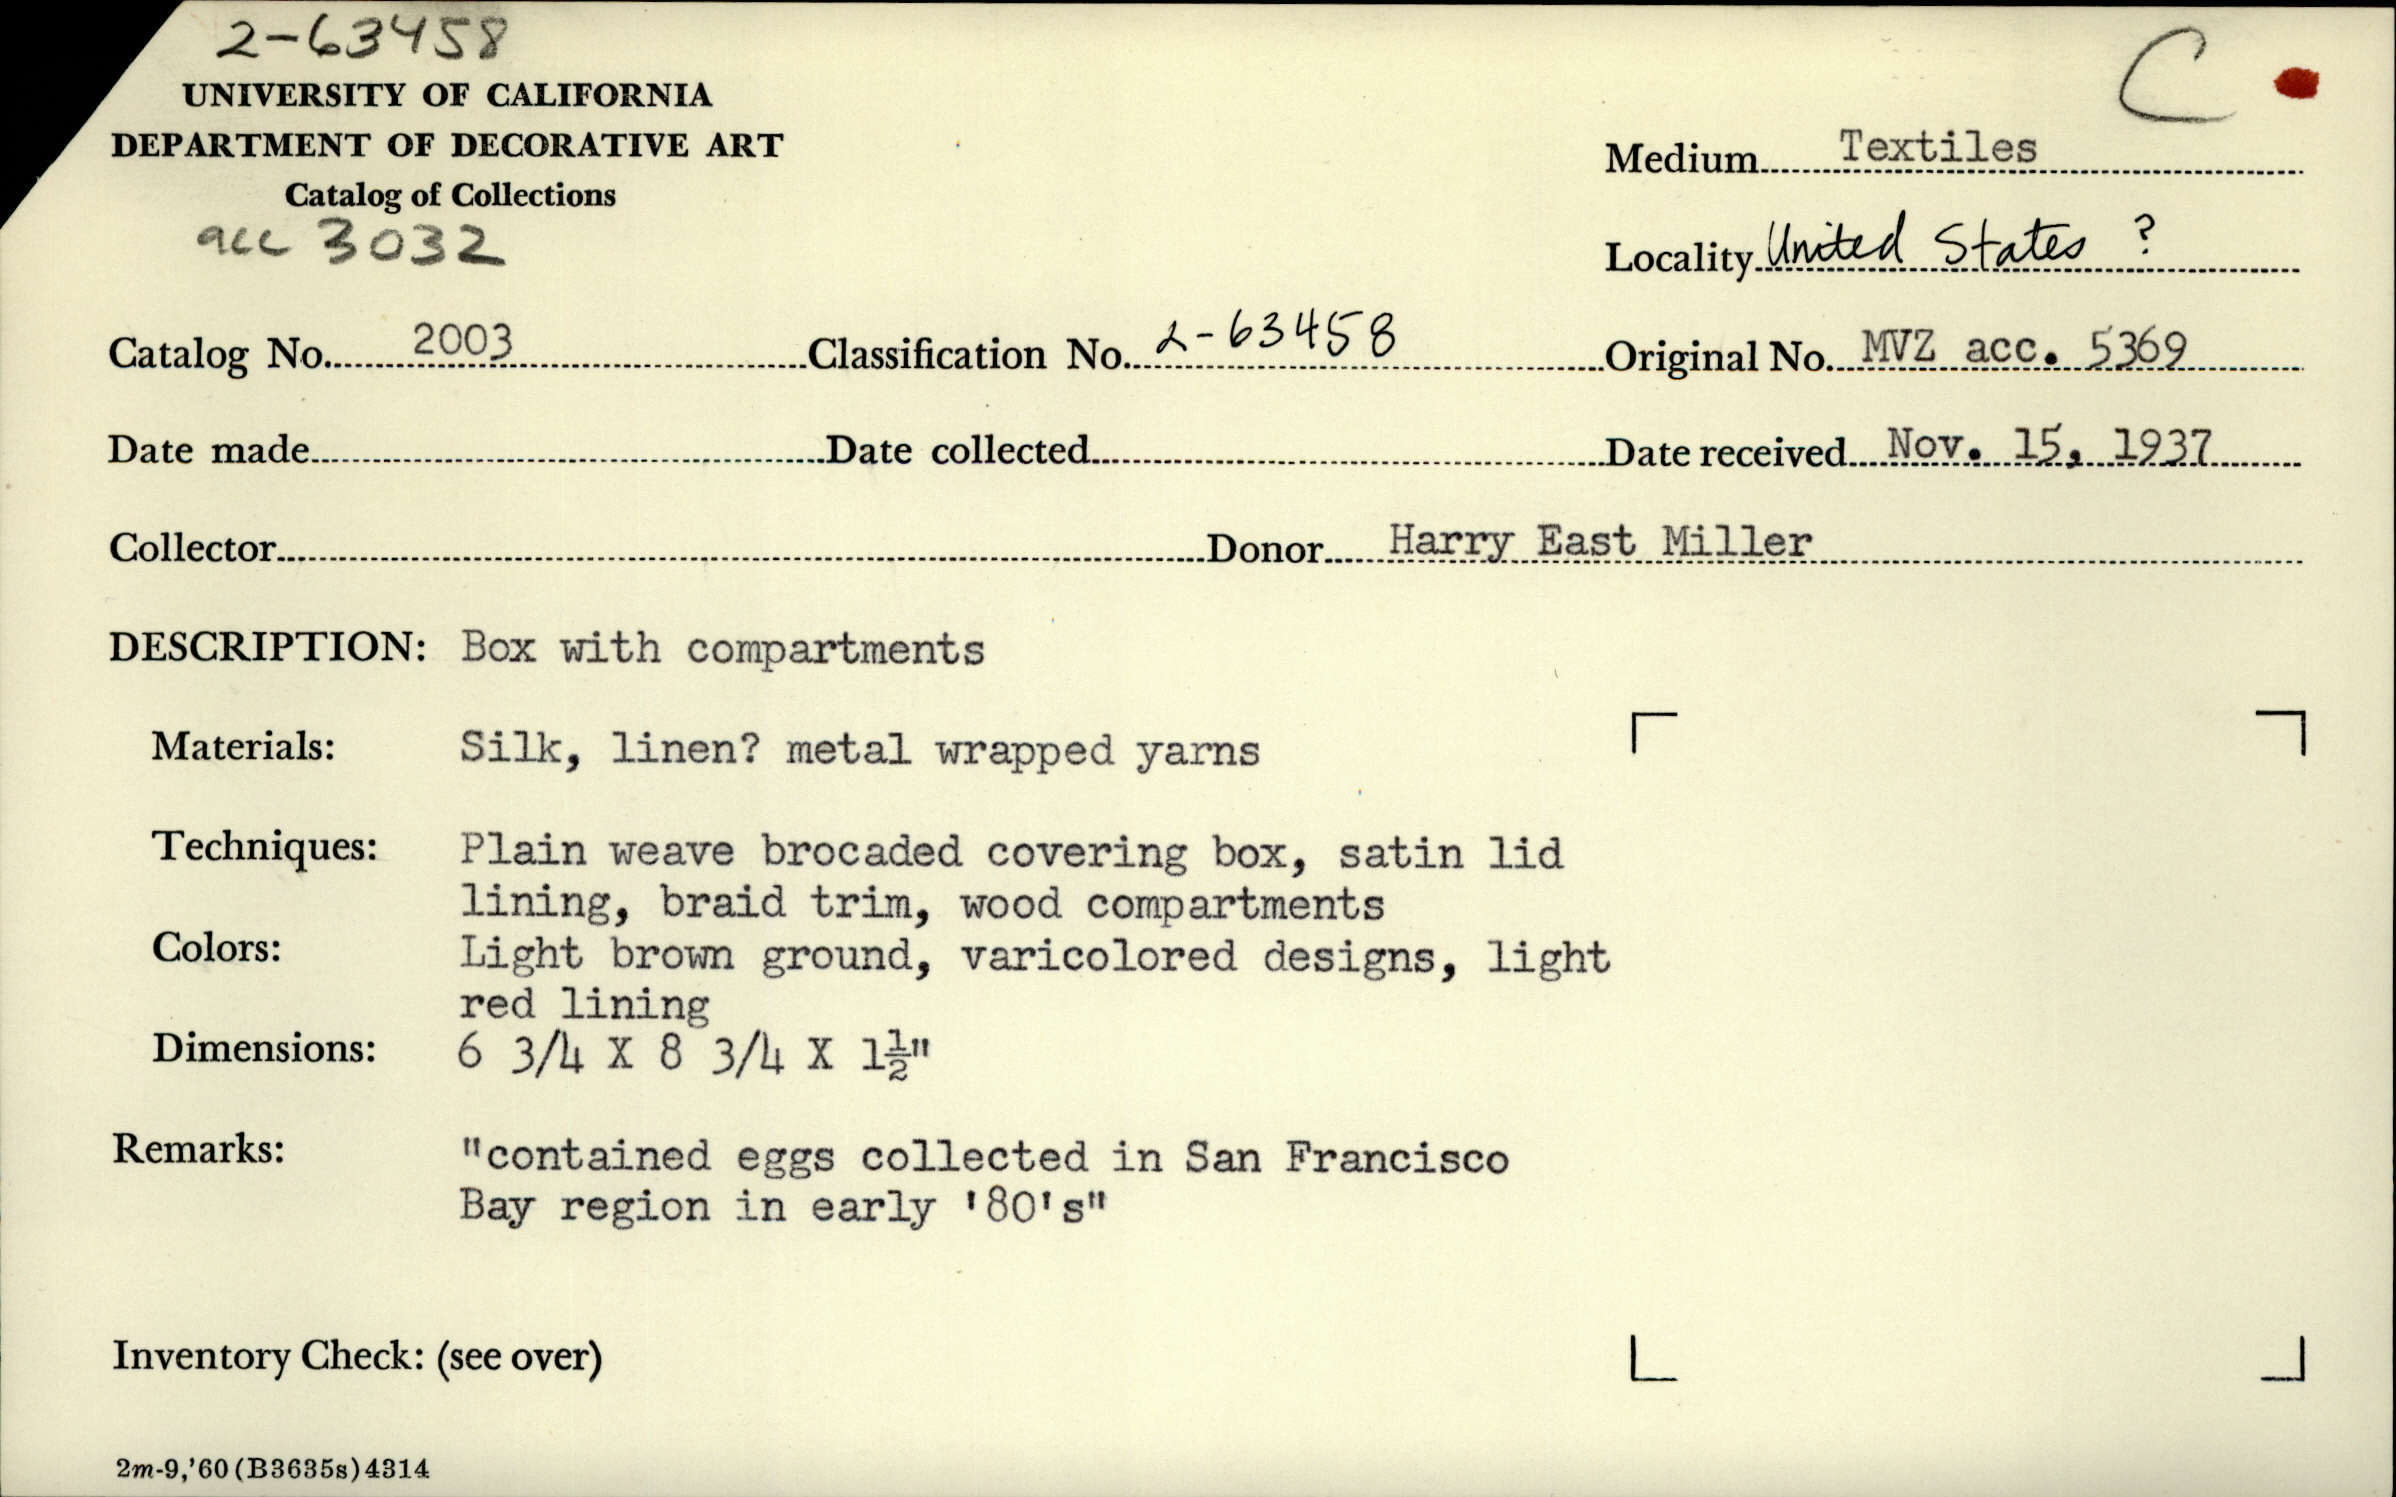 2-63458
UNIVERSITY OF CALIFORNIA
DEPARTMENT OF DECORATIVE ART
Catalog of Collections
acc 3032
C
Medium Textiles
Locality United States ?
Catalog No. 2003 Classification No. 2-63458 Original No. MVZ acc. 5369
Date made Date collected Date received Nov. 15, 1937
Collector Donor Harry East Miller
DESCRIPTION: Box with compartments
Materials: Silk, linen? metal wrapped yarns
Techniques: Plain weave brocaded covering box, satin lid
lining, braid trim, wood compartments
Colors: Light brown ground, varicolored designs, light
red lining
Dimensions: 6 3/4 X 8 3/4 X 1½"
Remarks: "contained eggs collected in San Francisco
Bay region in early '80's"
Inventory Check: (see over)
2m-9,'60(B3635s)4314